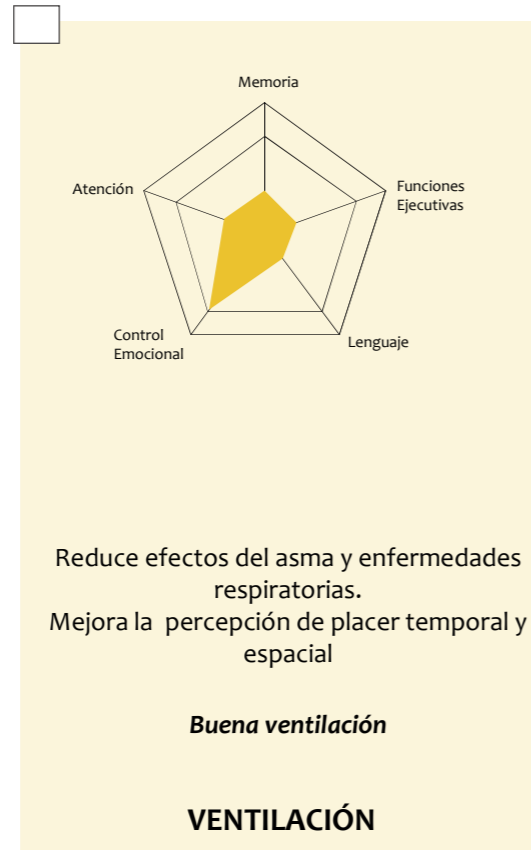 Memoria
Atención
Funciones
Ejecutivas
Control
Emocional
Lenguaje
Reduce efectos del asma y enfermedades
respiratorias.
Mejora la percepción de placer temporal y
espacial
Buena ventilación
VENTILACIÓN